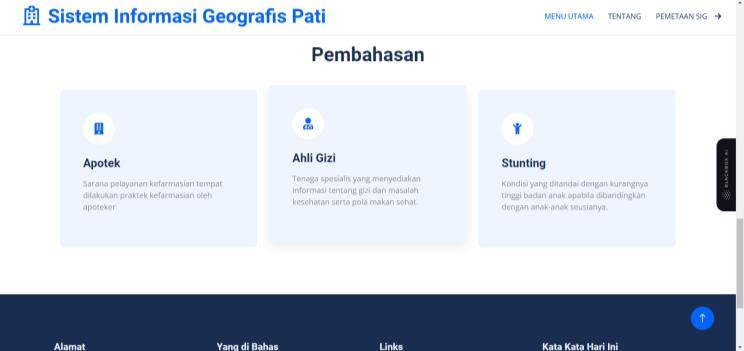 Sistem Informasi Geografis Pati
MENU UTAMA
TENTANG
PEMETAAN SIG
Pembahasan
Apotek
Sarana pelayanan kefarmasian tempat
dilakukan praktek kefarmasian oleh
apoteker
Ahli Gizi
Tenaga spesialis yang menyediakan
informasi tentang gizi dan masalah
kesehatan serta pola makan sehat.
Stunting
Kondisi yang ditandai dengan kurangnya
tinggi badan anak apabila dibandingkan
dengan anak-anak seusianya.
BLACKBOX AI
Alamat
Yang di Bahas
Links
Kata Kata Hari Ini